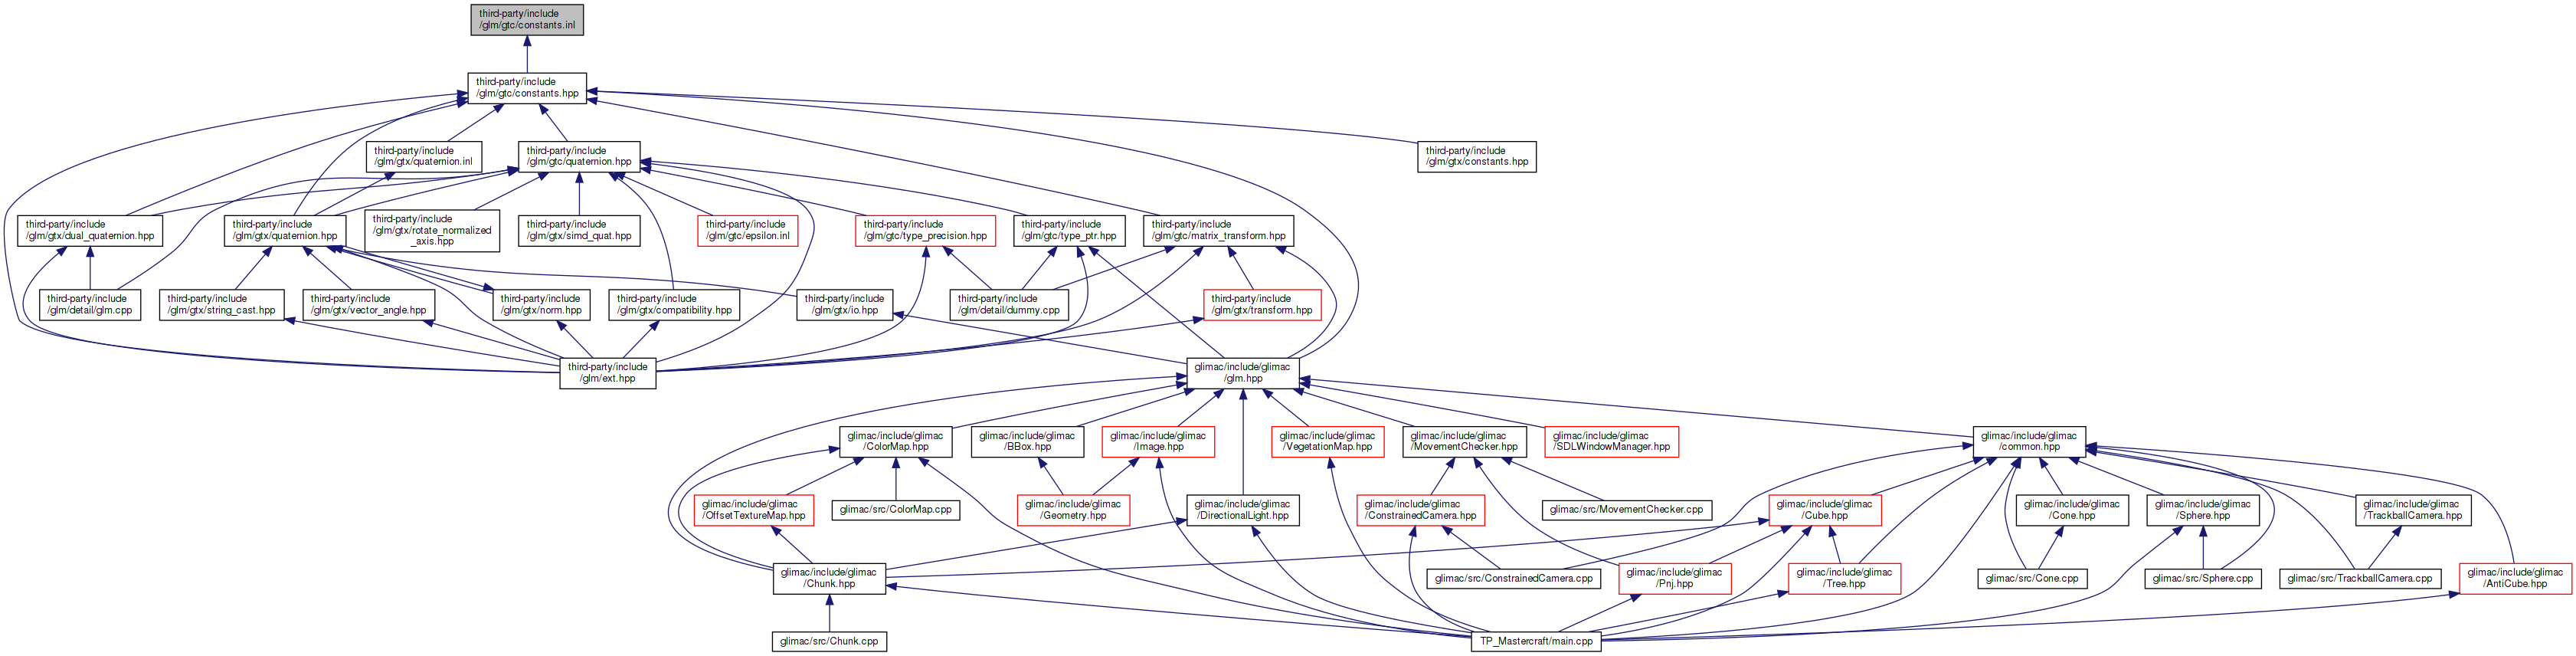 third-party/include
/glm/gtc/constants.inl
third-party/include
/glm/gtc/constants.hpp
third-party/include
/glm/gtx/quaternion.inl
third-party/include
/glm/gtc/quaternion.hpp
third-party/include
/glm/gtx/constants.hpp
third-party/include
/glm/gtx/dual_quaternion.hpp
third-party/include
/glm/gtx/quaternion.hpp
third-party/include
/glm/gtx/rotate_normalized
_axis.hpp
third-party/include
/glm/gtx/simd_quat.hpp
third-party/include
/glm/gtc/epsilon.inl
third-party/include
/glm/gtc/type_precision.hpp
third-party/include
/glm/gtc/type_ptr.hpp
third-party/include
/glm/gtc/matrix_transform.hpp
third-party/include
/glm/detail/glm.cpp
third-party/include
/glm/gtx/string_cast.hpp
third-party/include
/glm/gtx/vector_angle.hpp
third-party/include
/glm/gtx/norm.hpp
third-party/include
/glm/gtx/compatibility.hpp
third-party/include
/glm/gtx/io.hpp
third-party/include
/glm/detail/dummy.cpp
third-party/include
/glm/gtx/transform.hpp
third-party/include
/glm/ext.hpp
glimac/include/glimac
/glm.hpp
glimac/include/glimac
/ColorMap.hpp
glimac/include/glimac
/BBox.hpp
glimac/include/glimac
/Image.hpp
glimac/include/glimac
/VegetationMap.hpp
glimac/include/glimac
/MovementChecker.hpp
glimac/include/glimac
/SDLWindowManager.hpp
glimac/include/glimac
/common.hpp
glimac/include/glimac
/OffsetTextureMap.hpp
glimac/src/ColorMap.cpp
glimac/include/glimac
/Geometry.hpp
glimac/include/glimac
/DirectionalLight.hpp
glimac/include/glimac
/ConstrainedCamera.hpp
glimac/src/MovementChecker.cpp
glimac/include/glimac
/Cube.hpp
glimac/include/glimac
/Cone.hpp
glimac/include/glimac
/Sphere.hpp
glimac/include/glimac
/TrackballCamera.hpp
glimac/include/glimac
/Chunk.hpp
glimac/src/ConstrainedCamera.cpp
glimac/include/glimac
/Pnj.hpp
glimac/include/glimac
/Tree.hpp
glimac/src/Cone.cpp
glimac/src/Sphere.cpp
glimac/src/TrackballCamera.cpp
glimac/include/glimac
/AntiCube.hpp
glimac/src/Chunk.cpp
TP_Mastercraft/main.cpp